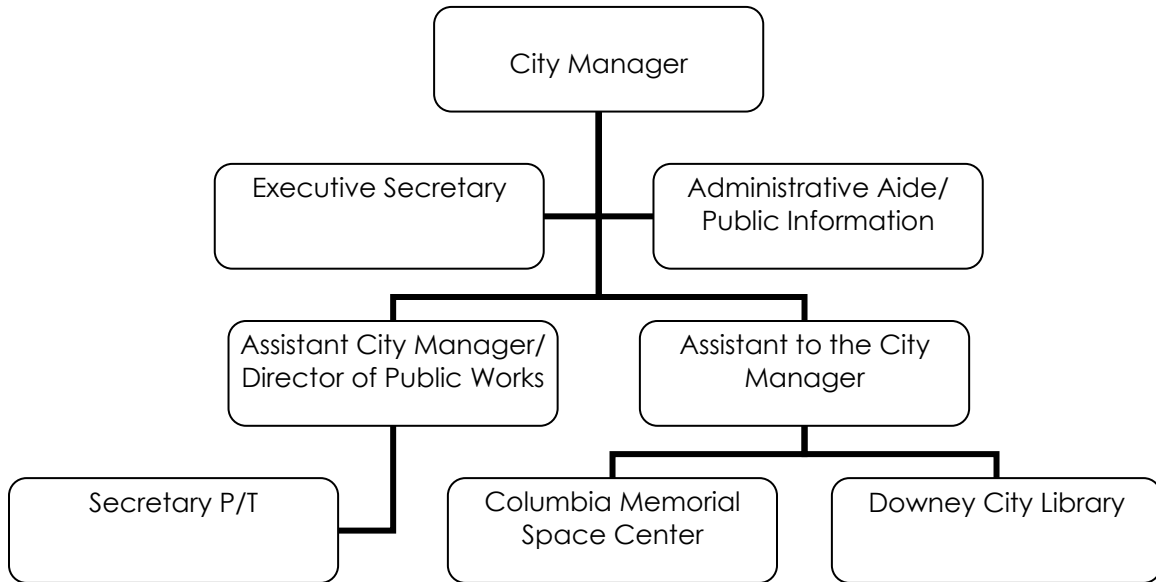 City Manager
Executive Secretary
Administrative Aide/
Public Information
Assistant City Manager/
Director of Public Works
Assistant to the City
Manager
Secretary P/T
Columbia Memorial
Space Center
Downey City Library